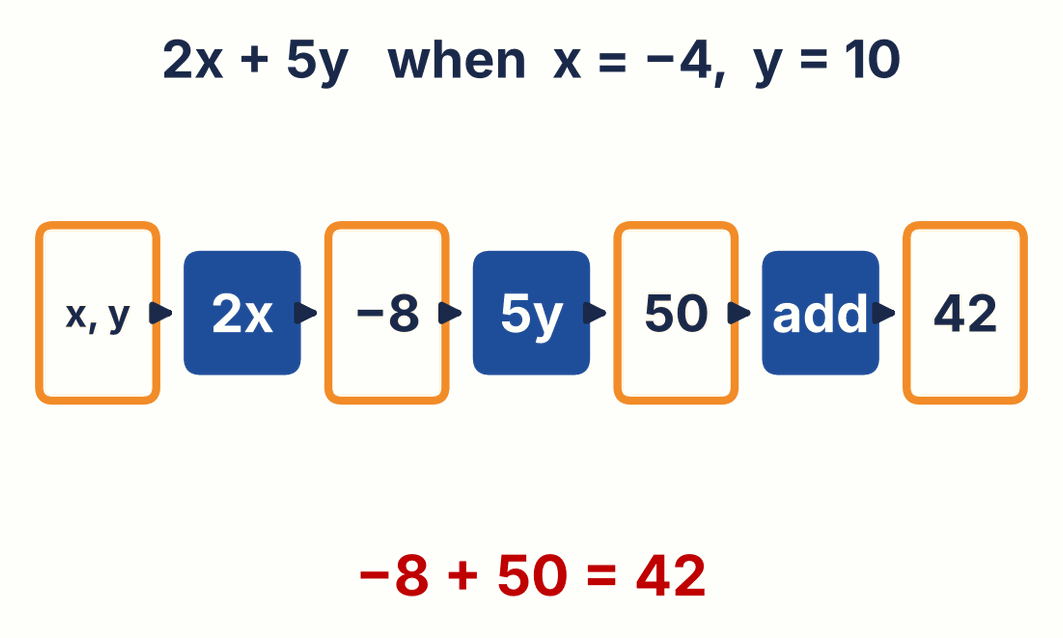 2x + 5y when x = −4, y = 10
x, y 2x −8 5y 50 add 42
−8 + 50 = 42